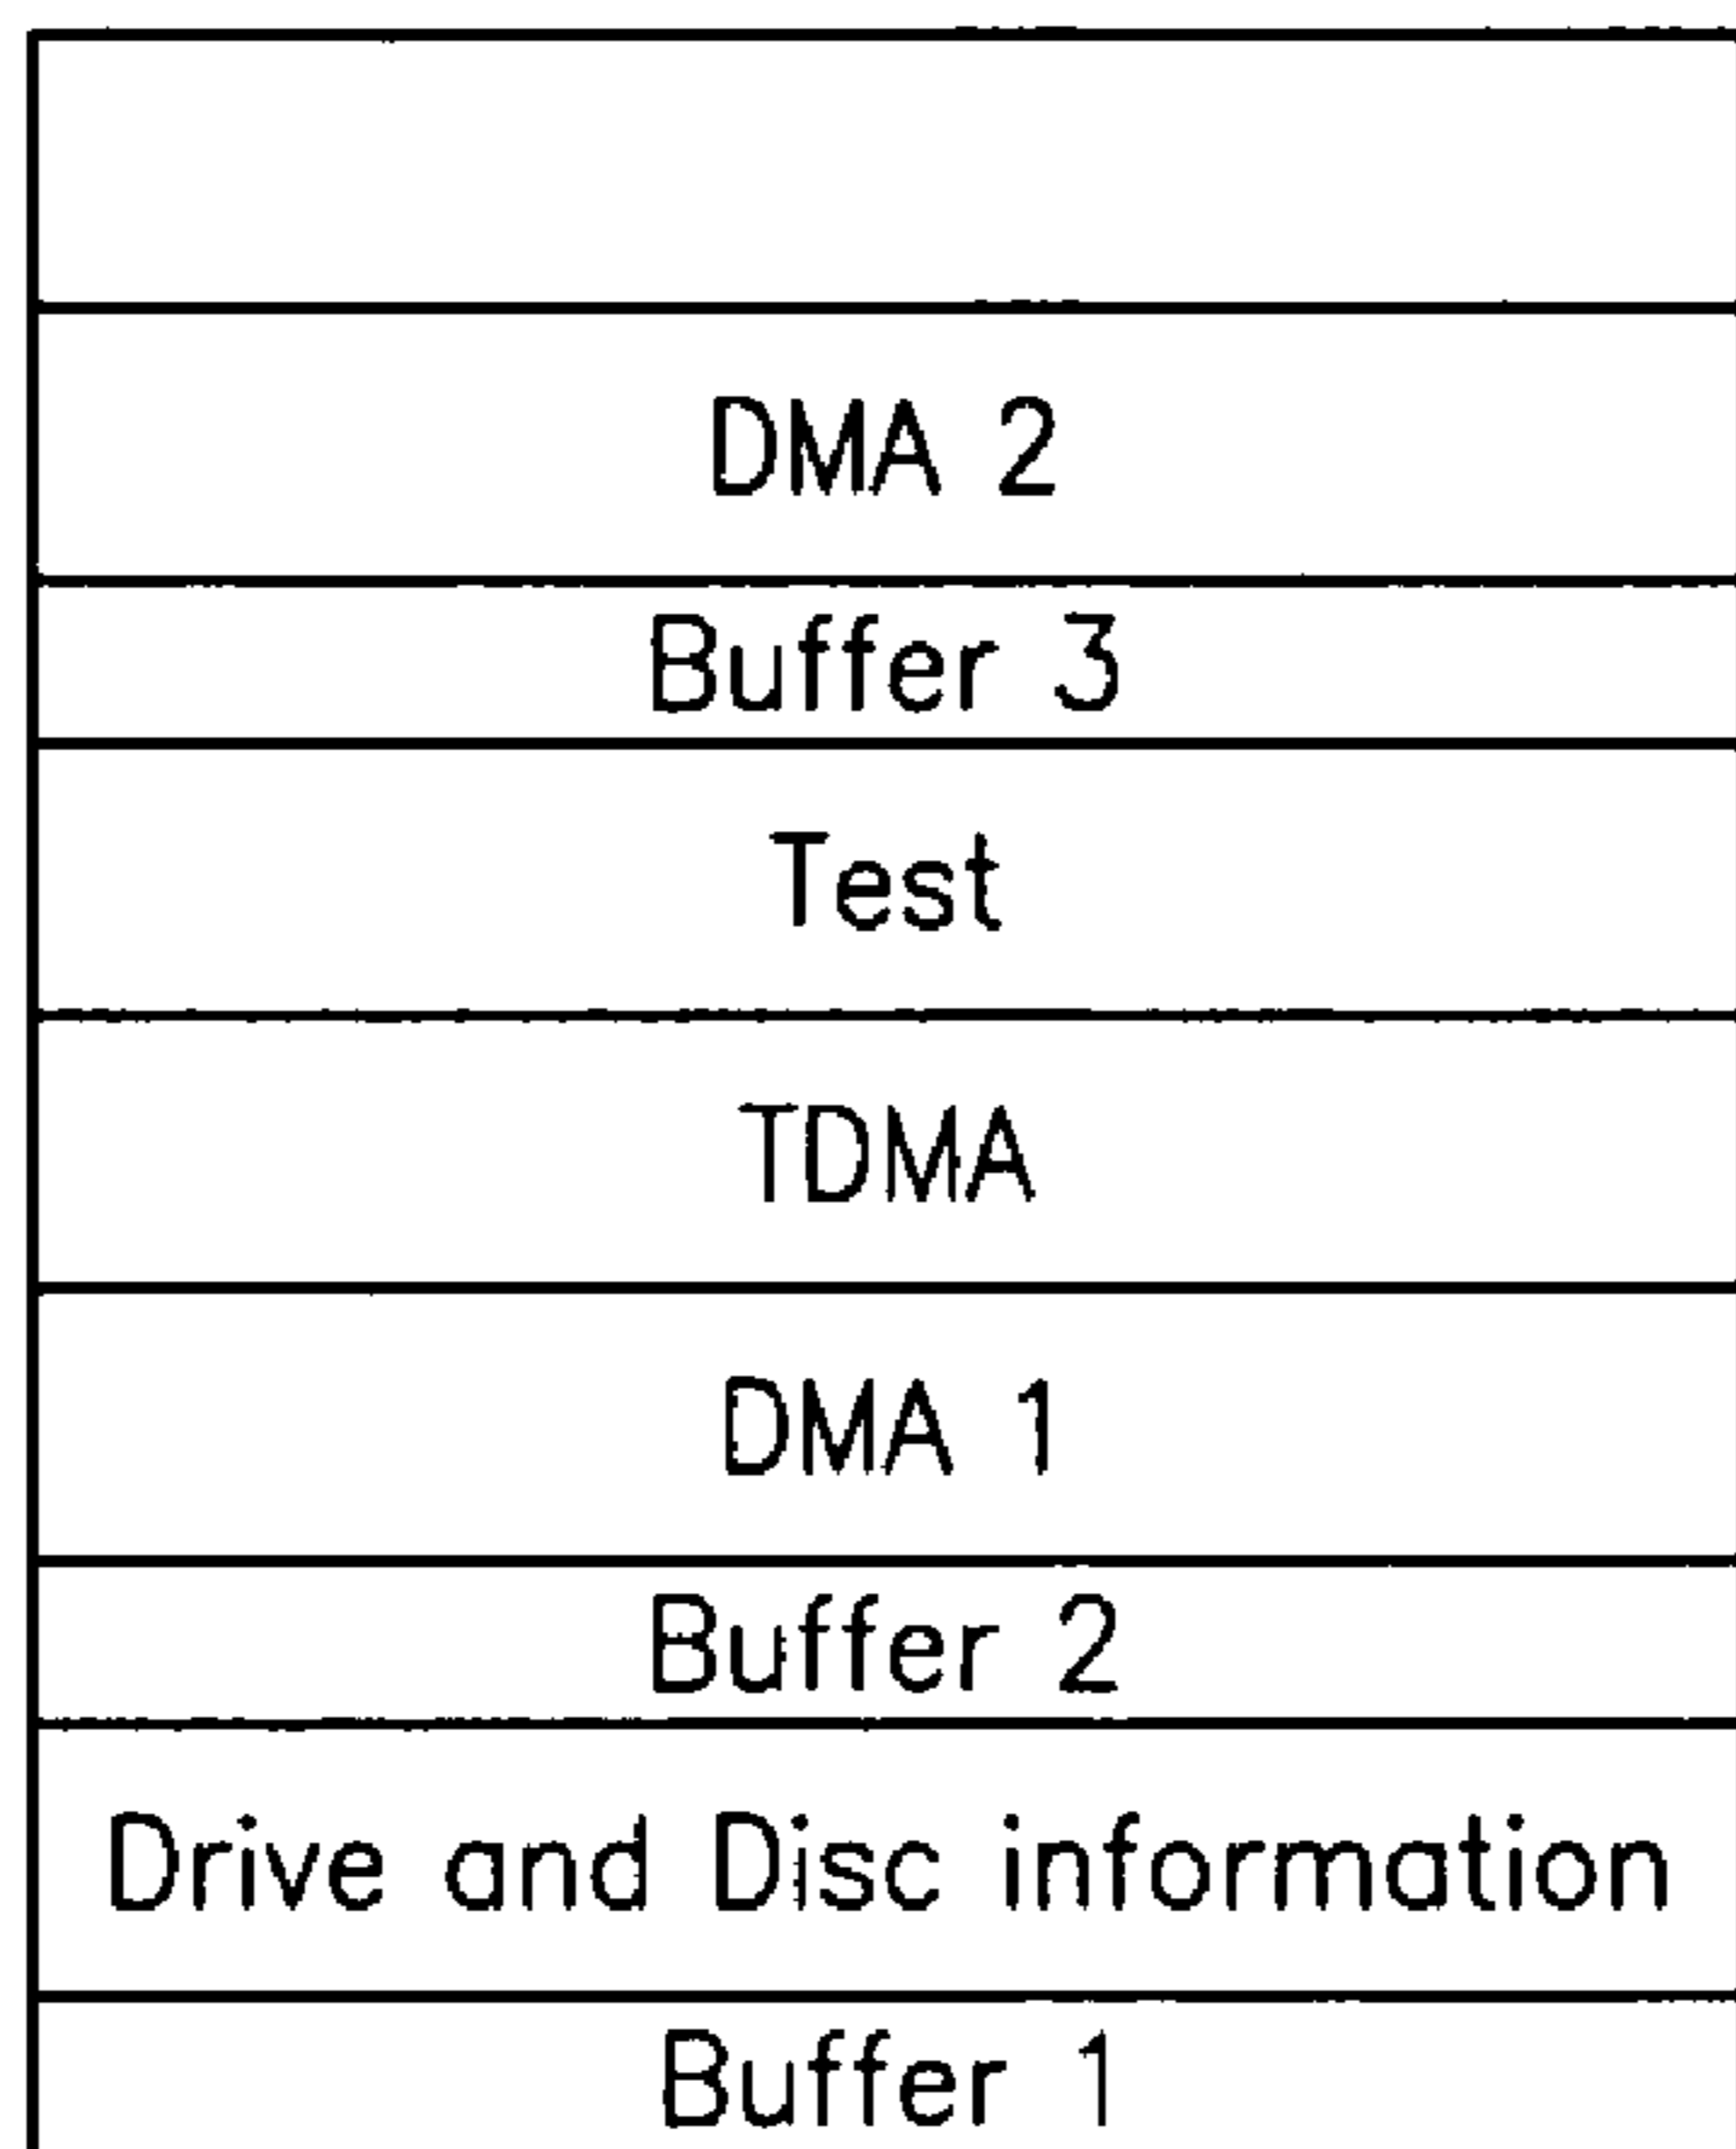 DMA 2
Buffer 3
Test
TDMA
DMA 1
Buffer 2
Drive and Disc information
Buffer 1